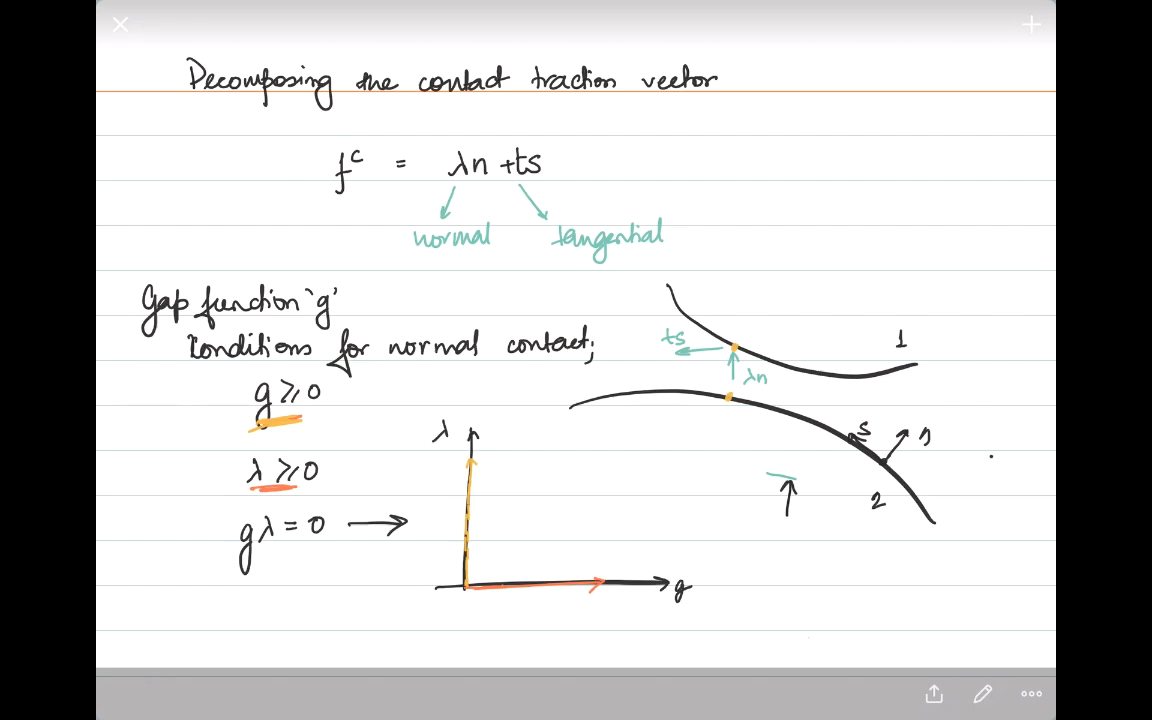 Decomposing the contact traction vector
fᶜ = λn + ts
normal tangential
Gap function 'g'
Conditions for normal contact;
g ⩾ 0
λ ⩾ 0
gλ = 0 →
λ
g
ts
λn
1
s
n
2